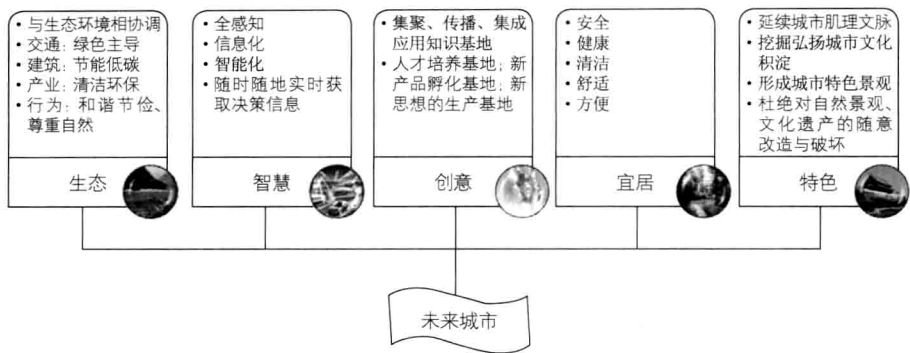 • 与生态环境相协调
• 交通：绿色主导
• 建筑：节能低碳
• 产业：清洁环保
• 行为：和谐节俭、
尊重自然
生态
• 全感知
• 信息化
• 智能化
• 随时随地实时获
取决策信息
智慧
• 集聚、传播、集成
应用知识基地
• 人才培养基地；新
产品孵化基地；新
思想的生产基地
创意
• 安全
• 健康
• 清洁
• 舒适
• 方便
宜居
• 延续城市肌理文脉
• 挖掘弘扬城市文化
积淀
• 形成城市特色景观
• 杜绝对自然景观、
文化遗产的随意
改造与破坏
特色
未来城市